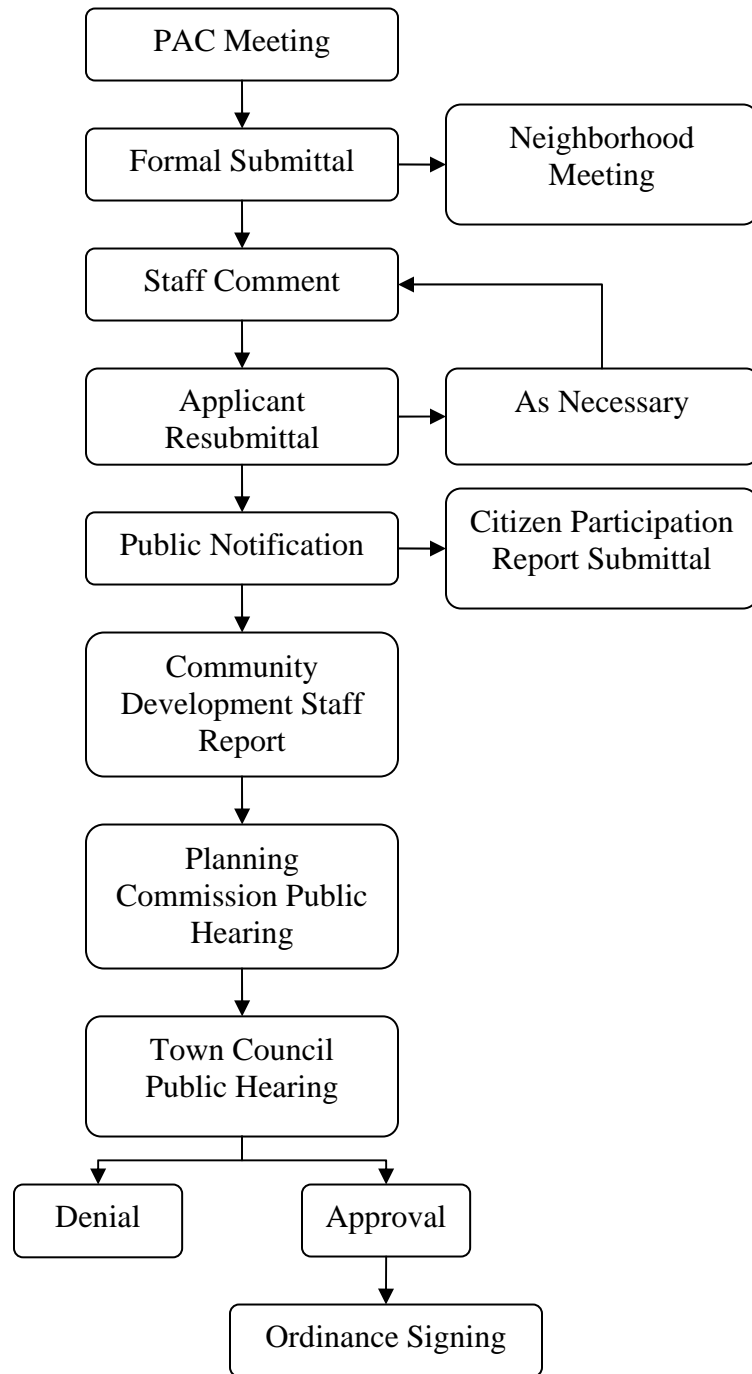 PAC Meeting
Formal Submittal
Neighborhood
Meeting
Staff Comment
Applicant
Resubmittal
As Necessary
Public Notification
Citizen Participation
Report Submittal
Community
Development Staff
Report
Planning
Commission Public
Hearing
Town Council
Public Hearing
Denial
Approval
Ordinance Signing